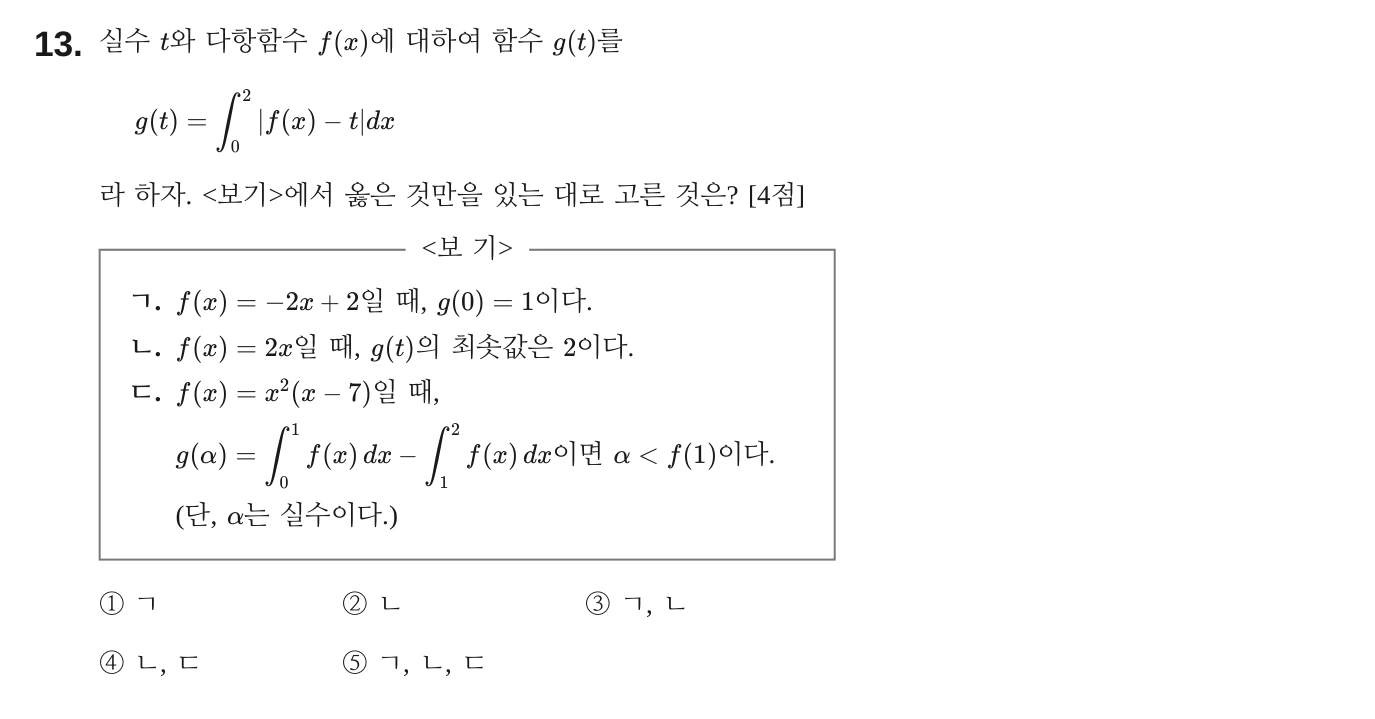 13. 실수 t와 다항함수 f(x)에 대하여 함수 g(t)를
g(t) = ∫₀² |f(x) − t|dx
라 하자. <보기>에서 옳은 것만을 있는 대로 고른 것은? [4점]
<보 기>
ㄱ. f(x) = −2x + 2일 때, g(0) = 1이다.
ㄴ. f(x) = 2x일 때, g(t)의 최솟값은 2이다.
ㄷ. f(x) = x²(x − 7)일 때,
g(α) = ∫₀¹ f(x) dx − ∫₁² f(x) dx이면 α < f(1)이다.
(단, α는 실수이다.)
① ㄱ ② ㄴ ③ ㄱ, ㄴ
④ ㄴ, ㄷ ⑤ ㄱ, ㄴ, ㄷ